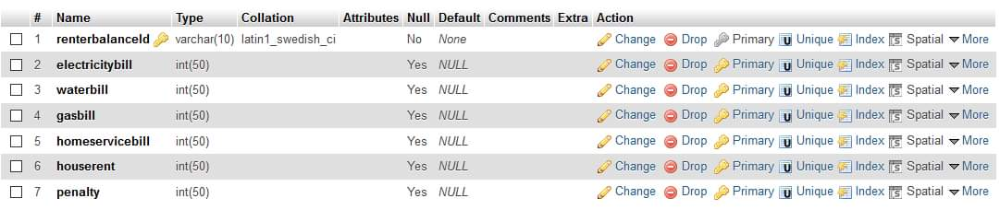 # Name Type Collation Attributes Null Default Comments Extra Action
1 renterbalanceId varchar(10) latin1_swedish_ci No None Change Drop Primary Unique Index Spatial More
2 electricitybill int(50) Yes NULL Change Drop Primary Unique Index Spatial More
3 waterbill int(50) Yes NULL Change Drop Primary Unique Index Spatial More
4 gasbill int(50) Yes NULL Change Drop Primary Unique Index Spatial More
5 homeservicebill int(50) Yes NULL Change Drop Primary Unique Index Spatial More
6 houserent int(50) Yes NULL Change Drop Primary Unique Index Spatial More
7 penalty int(50) Yes NULL Change Drop Primary Unique Index Spatial More